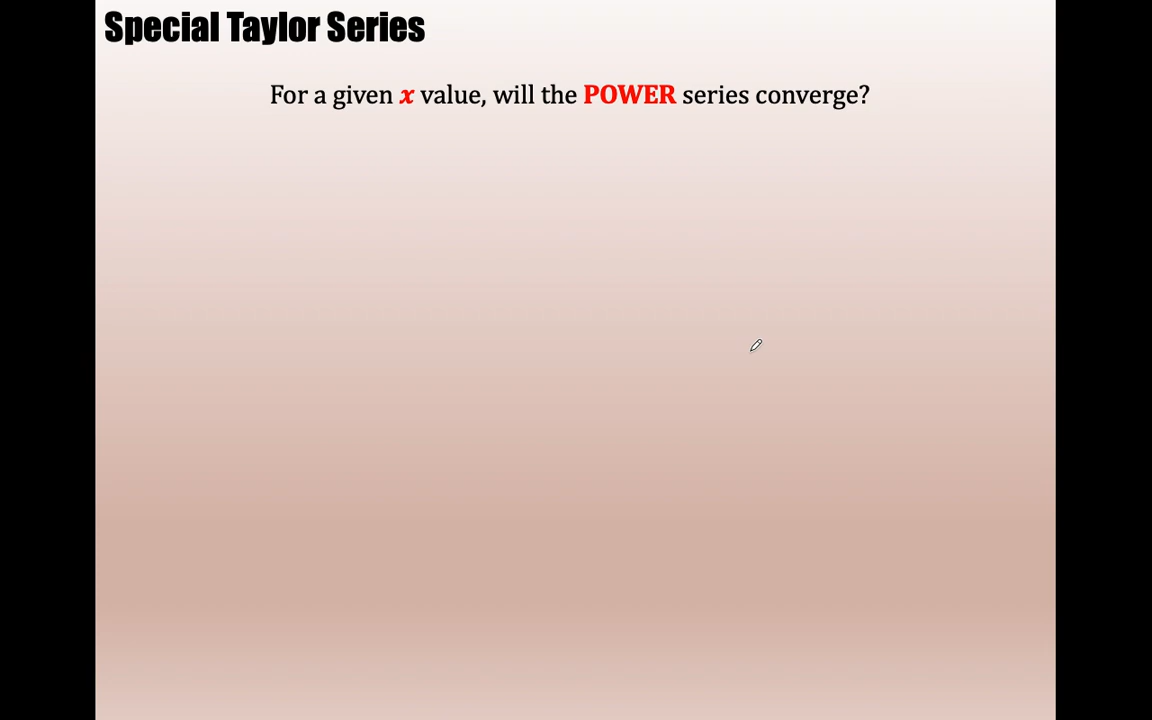 Special Taylor Series
For a given x value, will the POWER series converge?